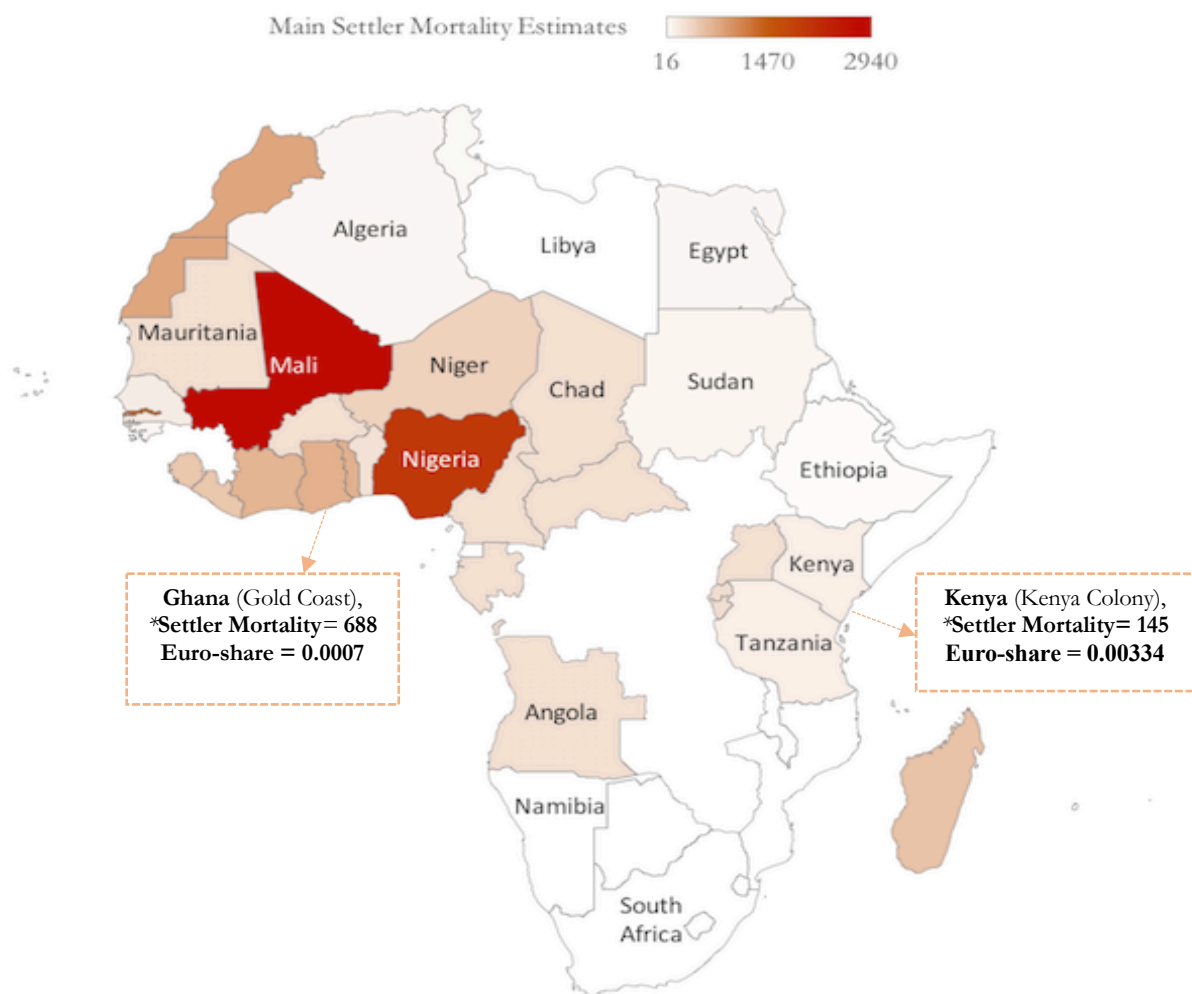 Main Settler Mortality Estimates
16 1470 2940
Algeria
Libya
Egypt
Mauritania
Mali
Niger
Chad
Sudan
Nigeria
Ethiopia
Kenya
Ghana (Gold Coast),
*Settler Mortality= 688
Euro-share = 0.0007
Kenya (Kenya Colony),
*Settler Mortality= 145
Euro-share = 0.00334
Tanzania
Angola
Namibia
South
Africa